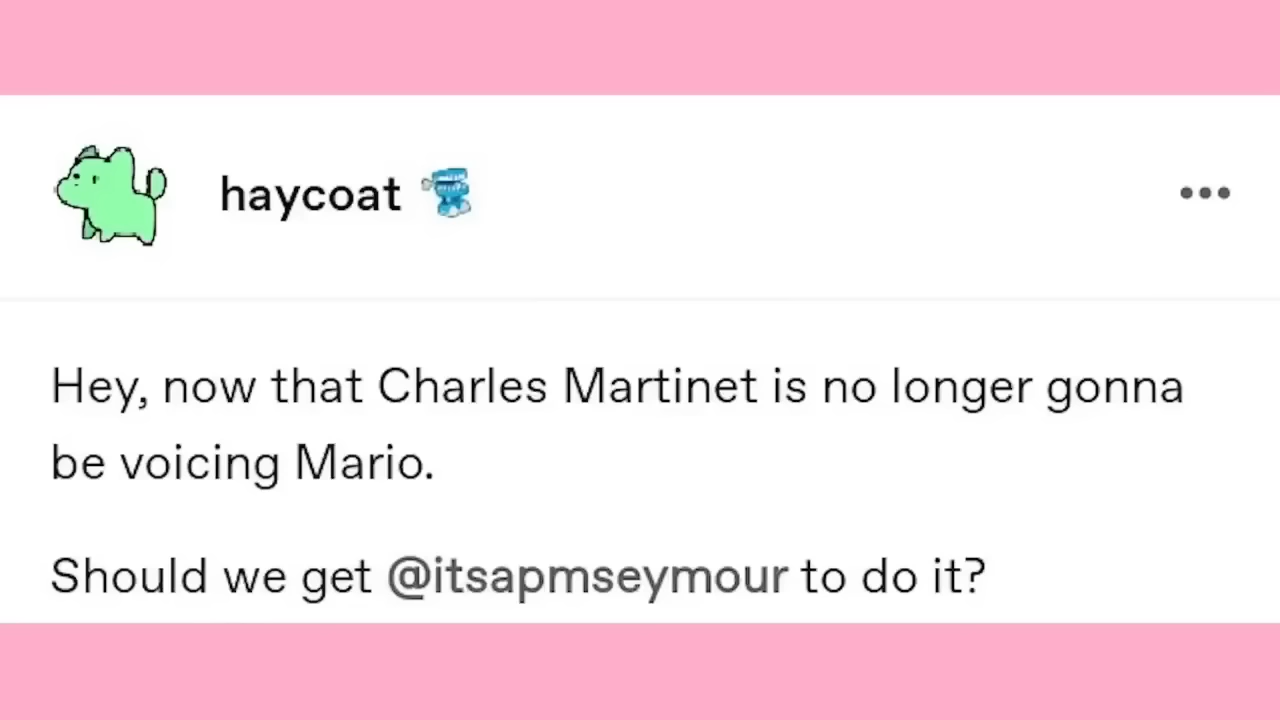 haycoat
Hey, now that Charles Martinet is no longer gonna
be voicing Mario.
Should we get @itsapmseymour to do it?